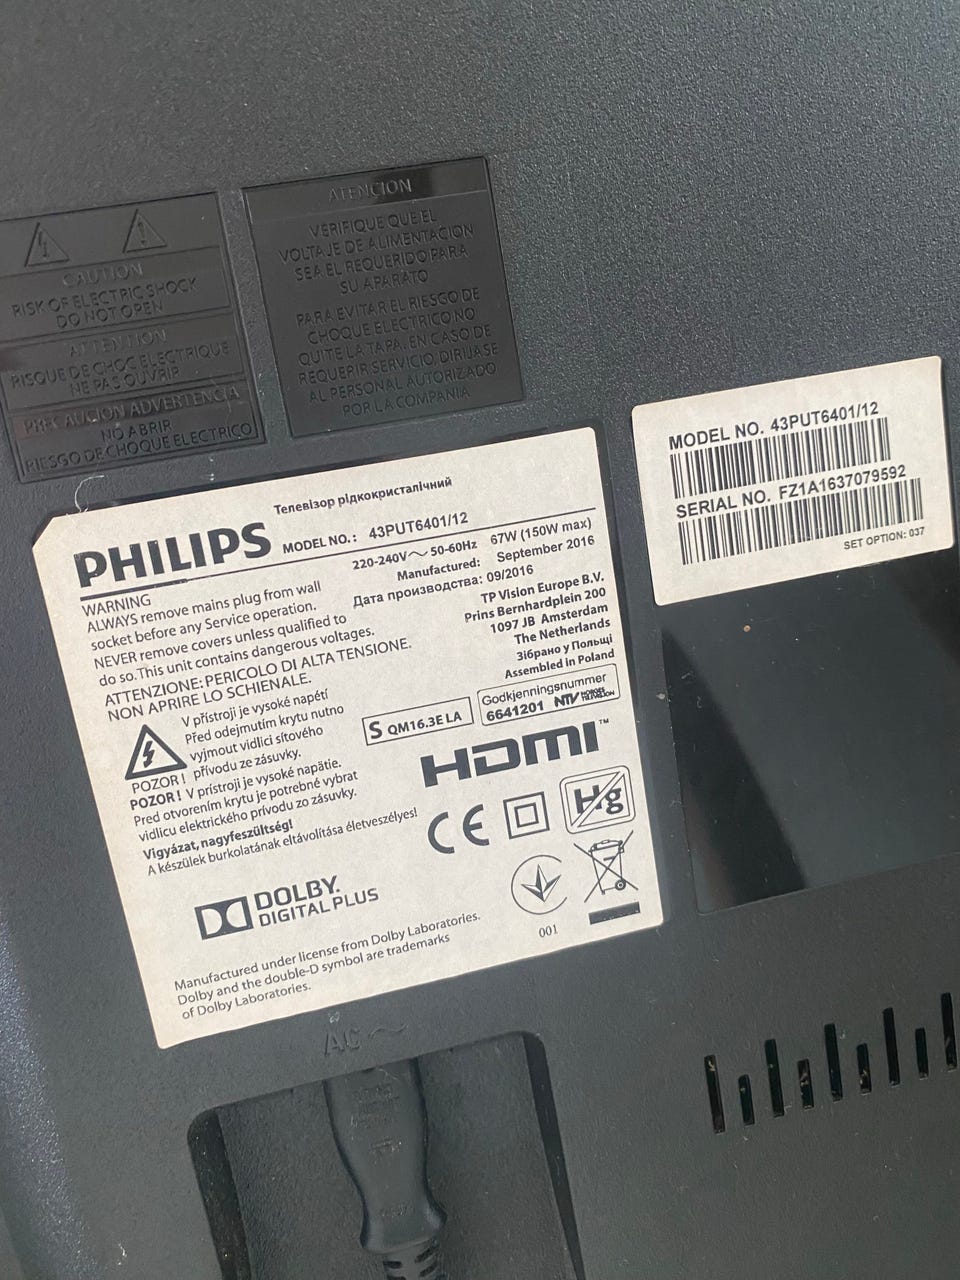 CAUTION
RISK OF ELECTRIC SHOCK
DO NOT OPEN
ATTENTION
RISQUE DE CHOC ELECTRIQUE
NE PAS OUVRIR
PRECAUCION ADVERTENCIA
NO ABRIR
RIESGO DE CHOQUE ELECTRICO
ATENCION
VERIFIQUE QUE EL
VOLTAJE DE ALIMENTACION
SEA EL REQUERIDO PARA
SU APARATO
PARA EVITAR EL RIESGO DE
CHOQUE ELECTRICO NO
QUITE LA TAPA. EN CASO DE
REQUERIR SERVICIO, DIRIJASE
AL PERSONAL AUTORIZADO
POR LA COMPANIA
MODEL NO. 43PUT6401/12
SERIAL NO. FZ1A1637079592
SET OPTION: 037
Телевізор рідкокристалічний
PHILIPS MODEL NO.: 43PUT6401/12
220-240V~ 50-60Hz 67W (150W max)
Manufactured: September 2016
Дата производства: 09/2016
TP Vision Europe B.V.
Prins Bernhardplein 200
1097 JB Amsterdam
The Netherlands
Зібрано у Польщі
Assembled in Poland
WARNING
ALWAYS remove mains plug from wall
socket before any Service operation.
NEVER remove covers unless qualified to
do so. This unit contains dangerous voltages.
ATTENZIONE: PERICOLO DI ALTA TENSIONE.
NON APRIRE LO SCHIENALE.
V přístroji je vysoké napětí
Před odejmutím krytu nutno
vyjmout vidlici síťového
POZOR! přívodu ze zásuvky.
POZOR! V prístroji je vysoké napätie.
Pred otvorením krytu je potrebné vybrat
vidlicu elektrického prívodu zo zásuvky.
Vigyázat, nagyfeszültség!
A készülek burkolatának eltávolítása életveszélyes!
S QM16.3E LA
Godkjenningsnummer
6641201 NTV NORGES TELEVISJON
HDMI™
CE
Hg
DOLBY.
DIGITAL PLUS
001
Manufactured under license from Dolby Laboratories.
Dolby and the double-D symbol are trademarks
of Dolby Laboratories.
AC ~